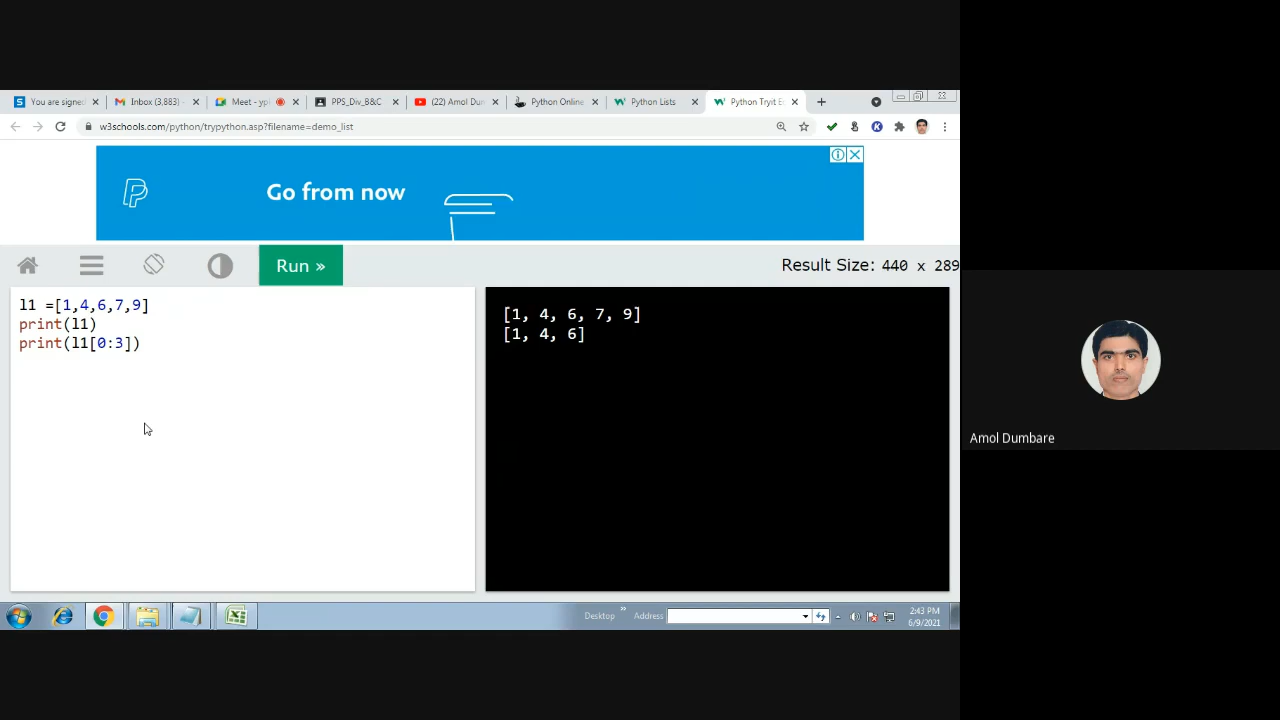 You are signe
Inbox (3,883)
Meet - yp
PPS_Div_B&C
(22) Amol Dun
Python Online
Python Lists
Python Tryit E
w3schools.com/python/trypython.asp?filename=demo_list
Go from now
Run »
Result Size: 440 x 289
l1 =[1,4,6,7,9]
print(l1)
print(l1[0:3])
[1, 4, 6, 7, 9]
[1, 4, 6]
Amol Dumbare
Desktop
»
Address
2:43 PM
6/9/2021